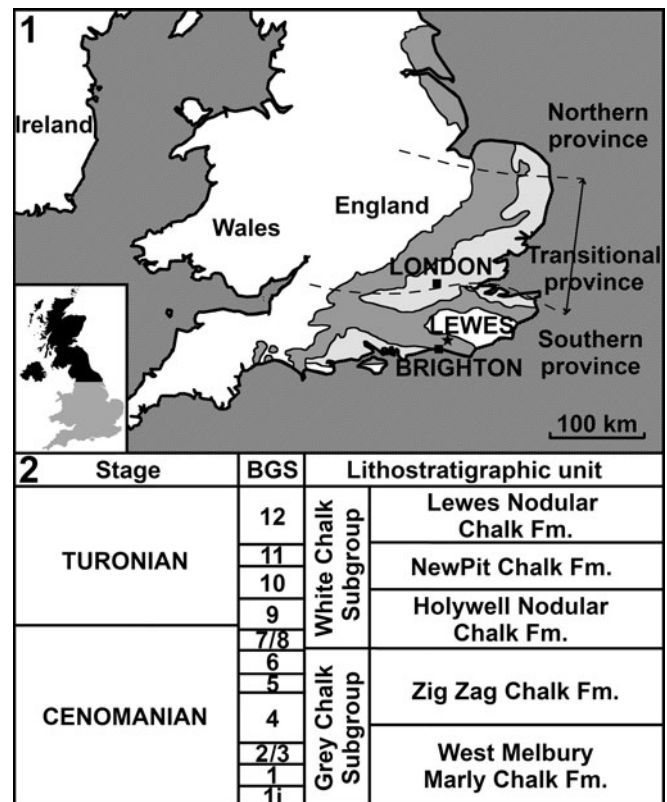 1
Ireland
Wales
England
Northern
province
Transitional
province
LONDON
LEWES
BRIGHTON
Southern
province
100 km
2
Stage
BGS
Lithostratigraphic unit
TURONIAN
CENOMANIAN
12
11
10
9
7/8
6
5
4
2/3
1
1i
White Chalk
Subgroup
Grey Chalk
Subgroup
Lewes Nodular
Chalk Fm.
NewPit Chalk Fm.
Holywell Nodular
Chalk Fm.
Zig Zag Chalk Fm.
West Melbury
Marly Chalk Fm.